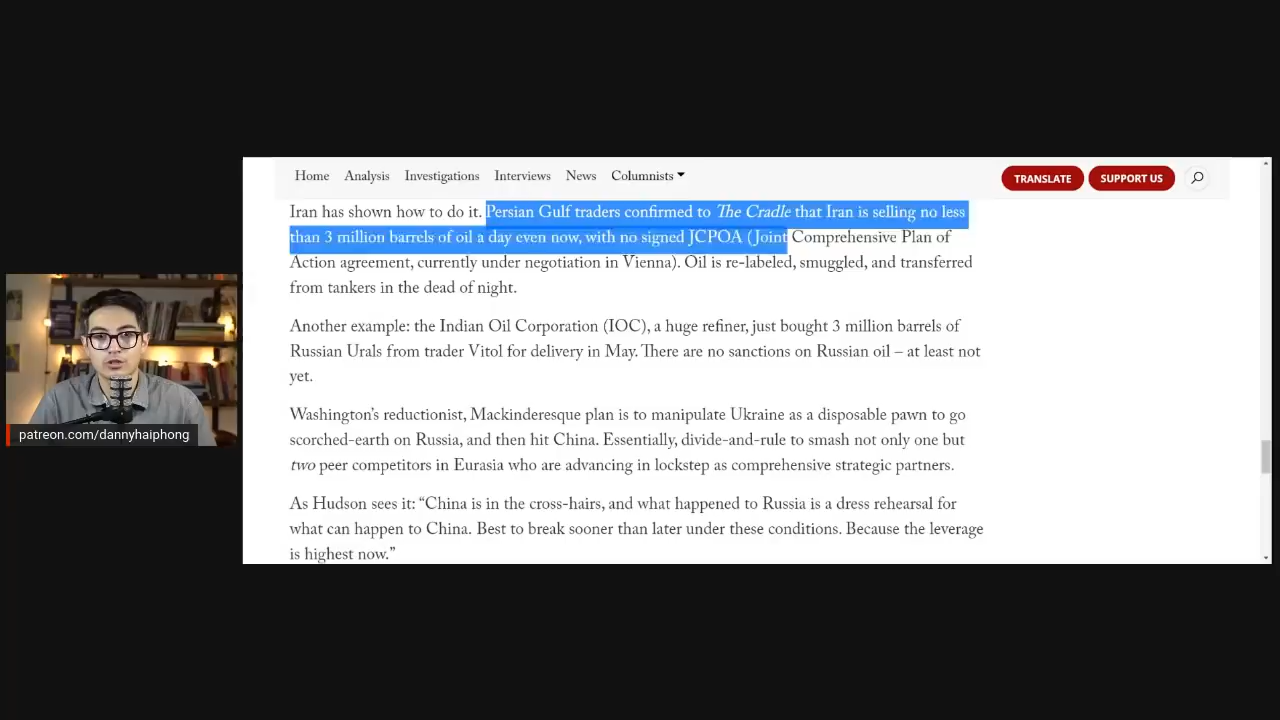 Home Analysis Investigations Interviews News Columnists TRANSLATE SUPPORT US
Iran has shown how to do it. Persian Gulf traders confirmed to The Cradle that Iran is selling no less
than 3 million barrels of oil a day even now, with no signed JCPOA (Joint Comprehensive Plan of
Action agreement, currently under negotiation in Vienna). Oil is re-labeled, smuggled, and transferred
from tankers in the dead of night.
Another example: the Indian Oil Corporation (IOC), a huge refiner, just bought 3 million barrels of
Russian Urals from trader Vitol for delivery in May. There are no sanctions on Russian oil – at least not
yet.
Washington’s reductionist, Mackinderesque plan is to manipulate Ukraine as a disposable pawn to go
scorched-earth on Russia, and then hit China. Essentially, divide-and-rule to smash not only one but
two peer competitors in Eurasia who are advancing in lockstep as comprehensive strategic partners.
As Hudson sees it: “China is in the cross-hairs, and what happened to Russia is a dress rehearsal for
what can happen to China. Best to break sooner than later under these conditions. Because the leverage
is highest now.”
patreon.com/dannyhaiphong